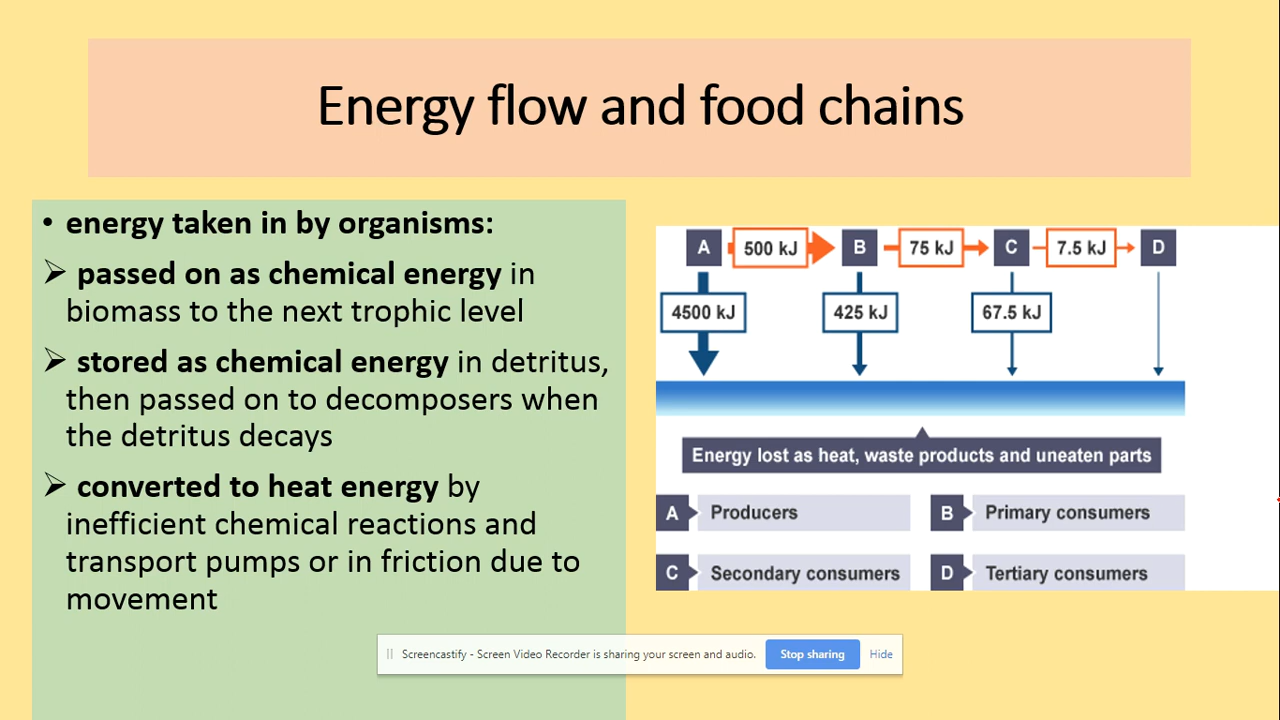 Energy flow and food chains
• energy taken in by organisms:
➢ passed on as chemical energy in
biomass to the next trophic level
➢ stored as chemical energy in detritus,
then passed on to decomposers when
the detritus decays
➢ converted to heat energy by
inefficient chemical reactions and
transport pumps or in friction due to
movement
A 500 kJ B 75 kJ C 7.5 kJ D
4500 kJ 425 kJ 67.5 kJ
Energy lost as heat, waste products and uneaten parts
A Producers B Primary consumers
C Secondary consumers D Tertiary consumers
Screencastify - Screen Video Recorder is sharing your screen and audio. Stop sharing Hide